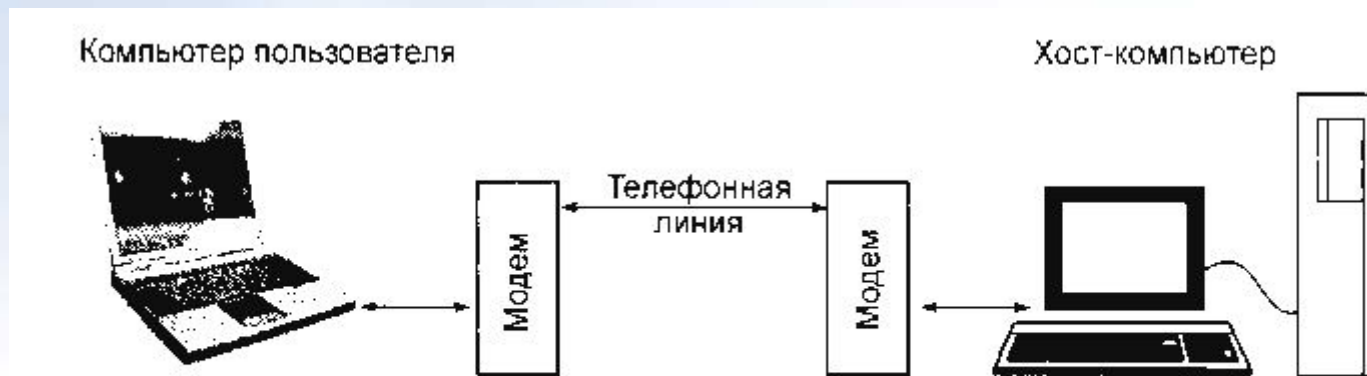 Компьютер пользователя
Хост-компьютер
Телефонная
линия
Модем
Модем